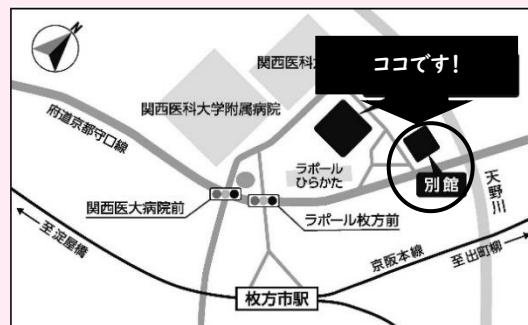 N
関西医科大
ココです!
関西医科大学附属病院
府道京都守口線
ラポール
ひらかた
別館
天野川
関西医大病院前
ラポール枚方前
至淀屋橋
京阪本線
至出町柳
枚方市駅